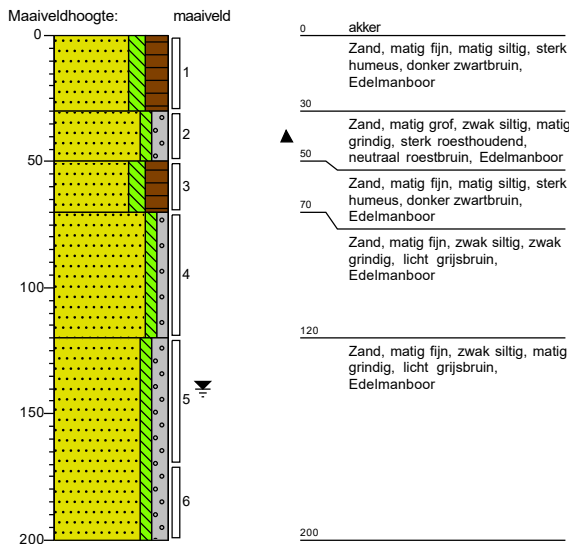 Maaiveldhoogte: maaiveld
0
50
100
150
200
1
2
3
4
5
6
0 akker
Zand, matig fijn, matig siltig, sterk
humeus, donker zwartbruin,
Edelmanboor
30
Zand, matig grof, zwak siltig, matig
grindig, sterk roesthoudend,
neutraal roestbruin, Edelmanboor
50
Zand, matig fijn, matig siltig, sterk
humeus, donker zwartbruin,
Edelmanboor
70
Zand, matig fijn, zwak siltig, zwak
grindig, licht grijsbruin,
Edelmanboor
120
Zand, matig fijn, zwak siltig, matig
grindig, licht grijsbruin,
Edelmanboor
200